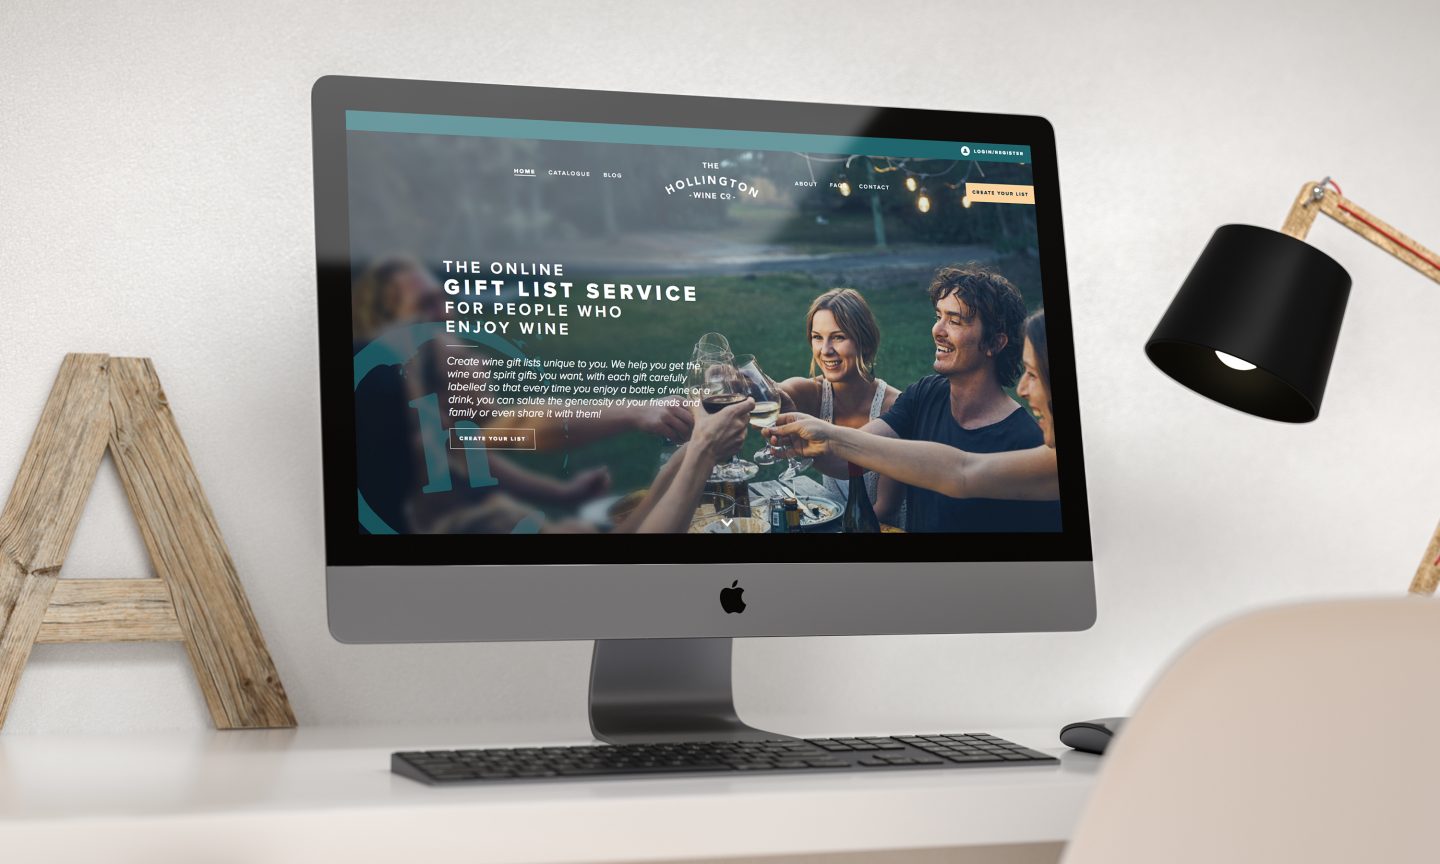 LOGIN/REGISTER
HOME CATALOGUE BLOG
THE
HOLLINGTON
-WINE CO-
ABOUT FAQS CONTACT
CREATE YOUR LIST
THE ONLINE
GIFT LIST SERVICE
FOR PEOPLE WHO
ENJOY WINE
Create wine gift lists unique to you. We help you get the
wine and spirit gifts you want, with each gift carefully
labelled so that every time you enjoy a bottle of wine or a
drink, you can salute the generosity of your friends and
family or even share it with them!
CREATE YOUR LIST
h
A